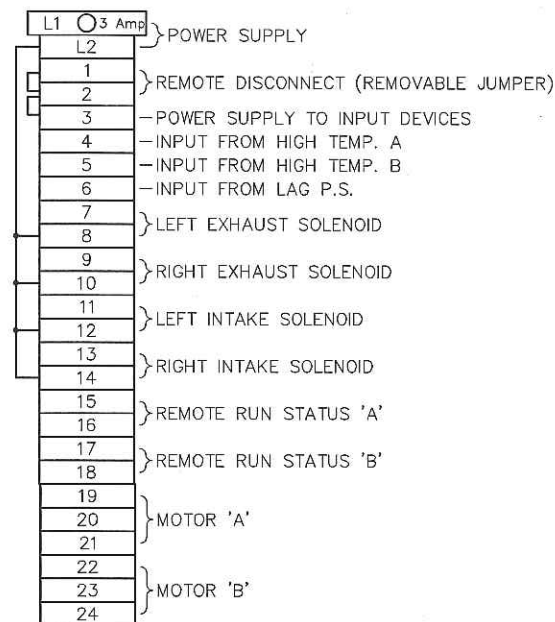 L1 3 Amp
L2
POWER SUPPLY
1
2
REMOTE DISCONNECT (REMOVABLE JUMPER)
3
POWER SUPPLY TO INPUT DEVICES
4
INPUT FROM HIGH TEMP. A
5
INPUT FROM HIGH TEMP. B
6
INPUT FROM LAG P.S.
7
8
LEFT EXHAUST SOLENOID
9
10
RIGHT EXHAUST SOLENOID
11
12
LEFT INTAKE SOLENOID
13
14
RIGHT INTAKE SOLENOID
15
16
REMOTE RUN STATUS 'A'
17
18
REMOTE RUN STATUS 'B'
19
20
21
MOTOR 'A'
22
23
24
MOTOR 'B'